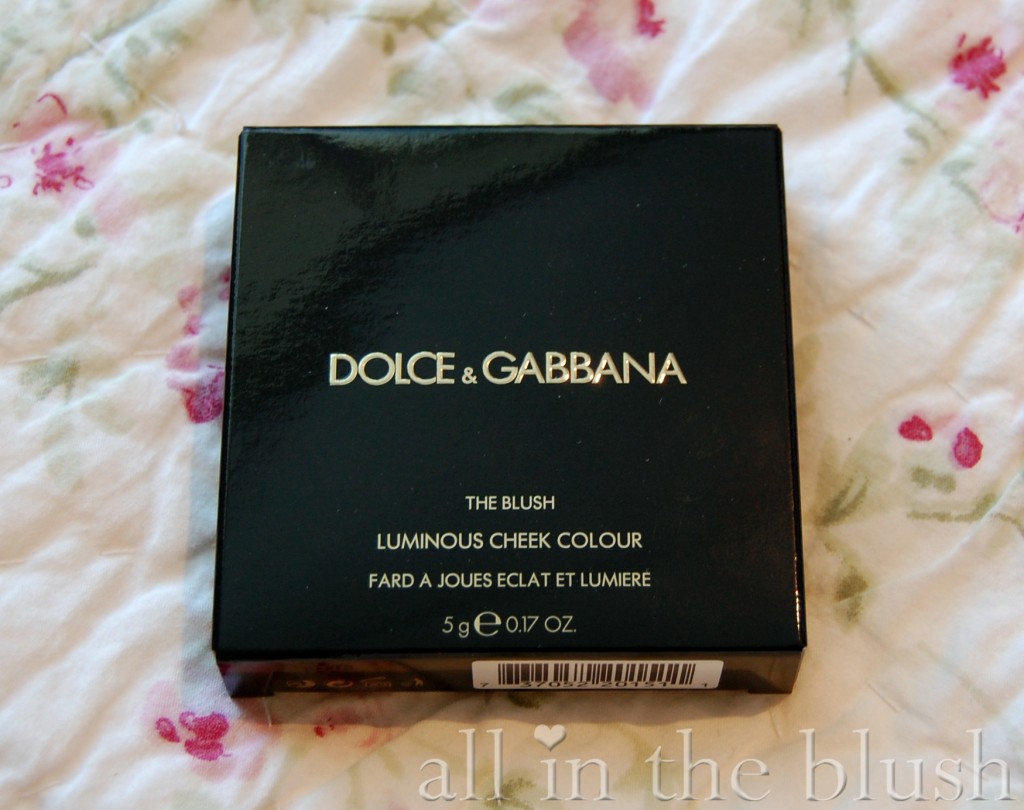 DOLCE & GABBANA
THE BLUSH
LUMINOUS CHEEK COLOUR
FARD A JOUES ECLAT ET LUMIERE
5 g e 0.17 OZ.
all in the blush